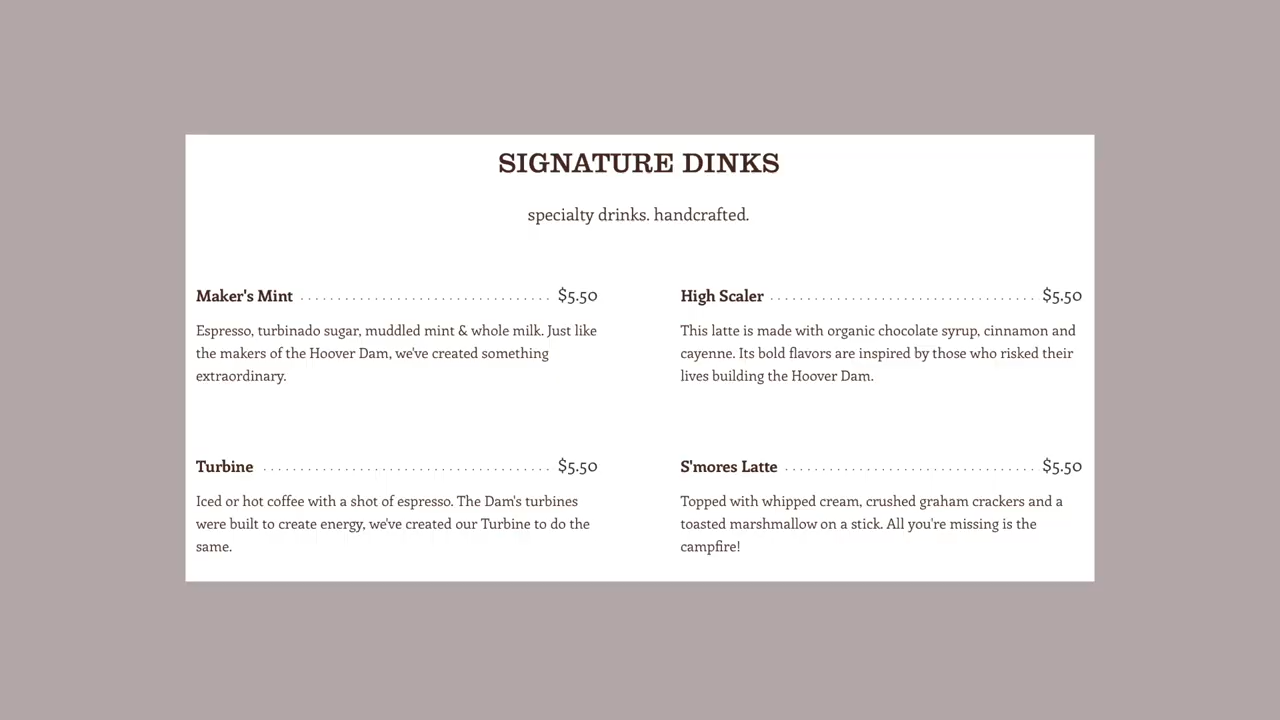 SIGNATURE DINKS
specialty drinks. handcrafted.
Maker's Mint . . . . . . . . . . . . . . . . . . . . . . . . . . . . . . . . . . $5.50
Espresso, turbinado sugar, muddled mint & whole milk. Just like
the makers of the Hoover Dam, we've created something
extraordinary.
High Scaler . . . . . . . . . . . . . . . . . . . . . . . . . . . . . . . . . . . . $5.50
This latte is made with organic chocolate syrup, cinnamon and
cayenne. Its bold flavors are inspired by those who risked their
lives building the Hoover Dam.
Turbine . . . . . . . . . . . . . . . . . . . . . . . . . . . . . . . . . . . . . . . $5.50
Iced or hot coffee with a shot of espresso. The Dam's turbines
were built to create energy, we've created our Turbine to do the
same.
S'mores Latte . . . . . . . . . . . . . . . . . . . . . . . . . . . . . . . . . . $5.50
Topped with whipped cream, crushed graham crackers and a
toasted marshmallow on a stick. All you're missing is the
campfire!